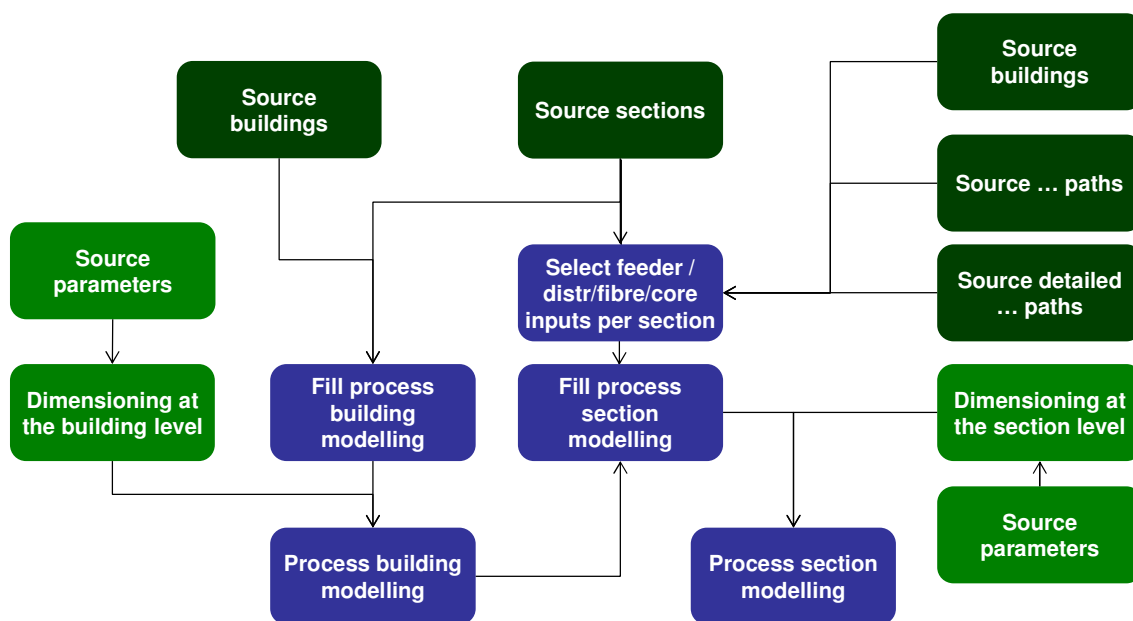 Source
buildings
Source
buildings
Source sections
Source … paths
Source
parameters
Select feeder /
distr/fibre/core
inputs per section
Source detailed
… paths
Dimensioning at
the building level
Fill process
building
modelling
Fill process
section
modelling
Dimensioning at
the section level
Process building
modelling
Process section
modelling
Source
parameters